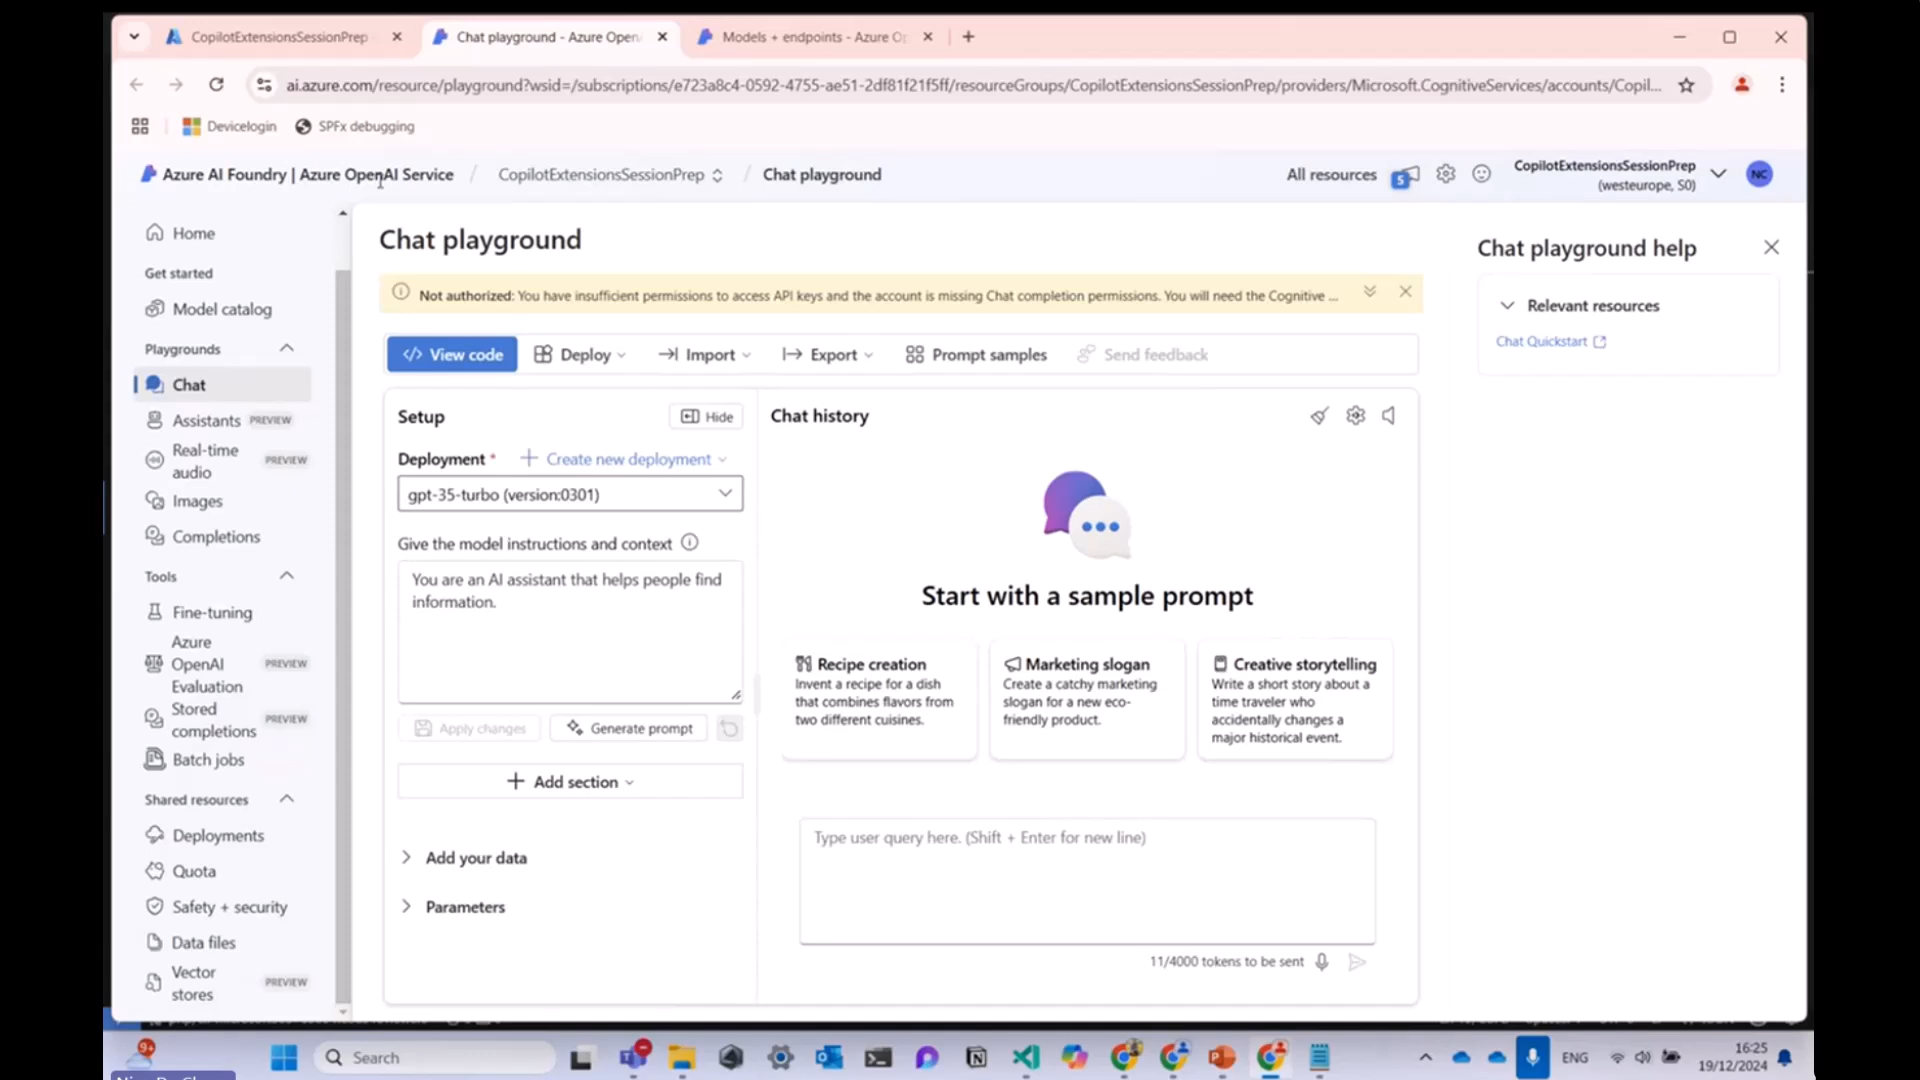 CopilotExtensionsSessionPrep
Chat playground - Azure Open
Models + endpoints - Azure Op
ai.azure.com/resource/playground?wsid=/subscriptions/e723a8c4-0592-4755-ae51-2df81f21f5ff/resourceGroups/CopilotExtensionsSessionPrep/providers/Microsoft.CognitiveServices/accounts/Copil...
Devicelogin
SPFx debugging
Azure AI Foundry | Azure OpenAI Service / CopilotExtensionsSessionPrep / Chat playground
All resources
5
CopilotExtensionsSessionPrep
(westeurope, S0)
NC
Home
Get started
Model catalog
Playgrounds
Chat
Assistants PREVIEW
Real-time audio PREVIEW
Images
Completions
Tools
Fine-tuning
Azure OpenAI Evaluation PREVIEW
Stored completions PREVIEW
Batch jobs
Shared resources
Deployments
Quota
Safety + security
Data files
Vector stores PREVIEW
Chat playground
Not authorized: You have insufficient permissions to access API keys and the account is missing Chat completion permissions. You will need the Cognitive ...
View code
Deploy
Import
Export
Prompt samples
Send feedback
Setup
Hide
Deployment *
Create new deployment
gpt-35-turbo (version:0301)
Give the model instructions and context
You are an AI assistant that helps people find
information.
Apply changes
Generate prompt
Add section
Add your data
Parameters
Chat history
Start with a sample prompt
Recipe creation
Invent a recipe for a dish
that combines flavors from
two different cuisines.
Marketing slogan
Create a catchy marketing
slogan for a new eco-
friendly product.
Creative storytelling
Write a short story about a
time traveler who
accidentally changes a
major historical event.
Type user query here. (Shift + Enter for new line)
11/4000 tokens to be sent
Chat playground help
Relevant resources
Chat Quickstart
9+
Search
ENG
16:25
19/12/2024